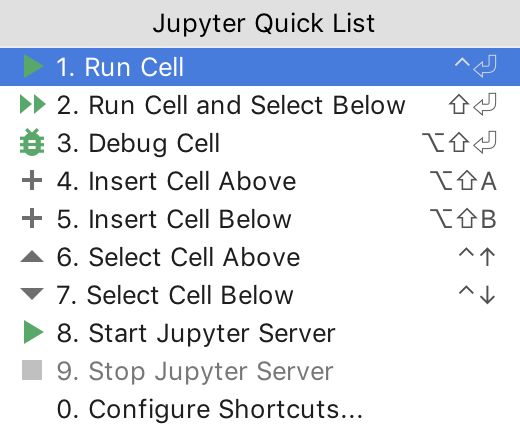 Jupyter Quick List
1. Run Cell ^⏎
2. Run Cell and Select Below ⇧⏎
3. Debug Cell ⌥⇧⏎
4. Insert Cell Above ⌥⇧A
5. Insert Cell Below ⌥⇧B
6. Select Cell Above ^↑
7. Select Cell Below ^↓
8. Start Jupyter Server
9. Stop Jupyter Server
0. Configure Shortcuts...